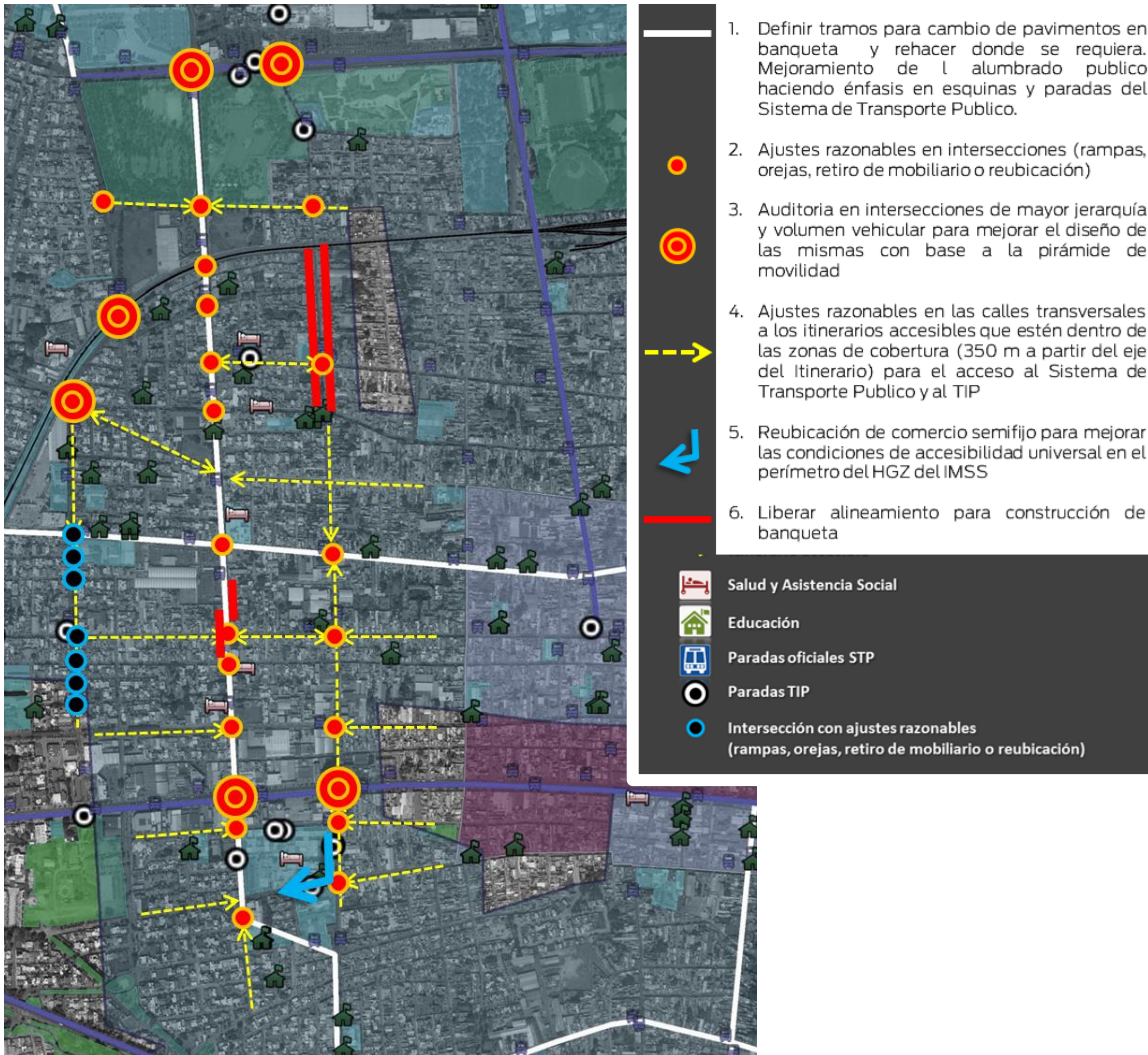 1. Definir tramos para cambio de pavimentos en
banqueta y rehacer donde se requiera.
Mejoramiento de l alumbrado publico
haciendo énfasis en esquinas y paradas del
Sistema de Transporte Publico.
2. Ajustes razonables en intersecciones (rampas,
orejas, retiro de mobiliario o reubicación)
3. Auditoria en intersecciones de mayor jerarquía
y volumen vehicular para mejorar el diseño de
las mismas con base a la pirámide de
movilidad
4. Ajustes razonables en las calles transversales
a los itinerarios accesibles que estén dentro de
las zonas de cobertura (350 m a partir del eje
del Itinerario) para el acceso al Sistema de
Transporte Publico y al TIP
5. Reubicación de comercio semifijo para mejorar
las condiciones de accesibilidad universal en el
perímetro del HGZ del IMSS
6. Liberar alineamiento para construcción de
banqueta
Salud y Asistencia Social
Educación
Paradas oficiales STP
Paradas TIP
Intersección con ajustes razonables
(rampas, orejas, retiro de mobiliario o reubicación)